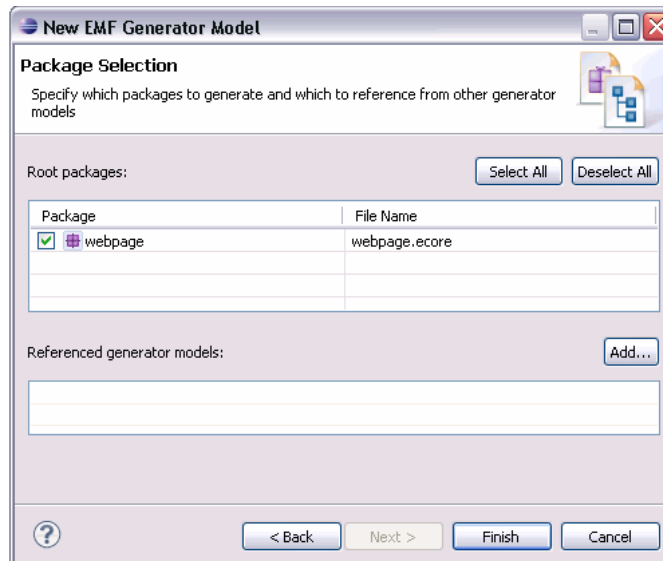 New EMF Generator Model
Package Selection
Specify which packages to generate and which to reference from other generator
models
Root packages:
Select All
Deselect All
Package
File Name
webpage
webpage.ecore
Referenced generator models:
Add...
?
< Back
Next >
Finish
Cancel